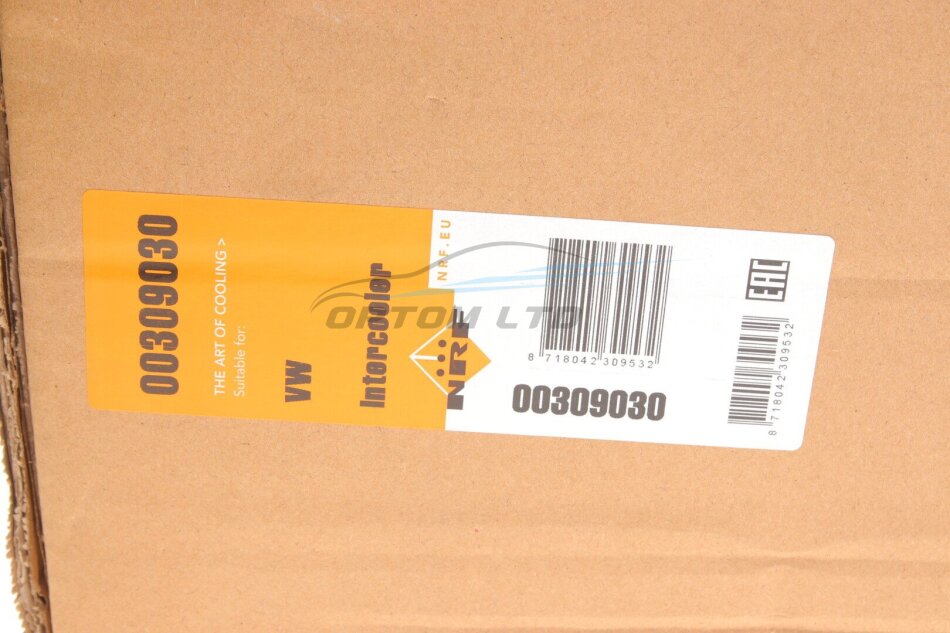 00309030
THE ART OF COOLING >
Suitable for:
VW
Intercooler
NRF.EU
NRF
8 718042 309532
00309030
EAC
8 718042 309532
OPTOM LTD